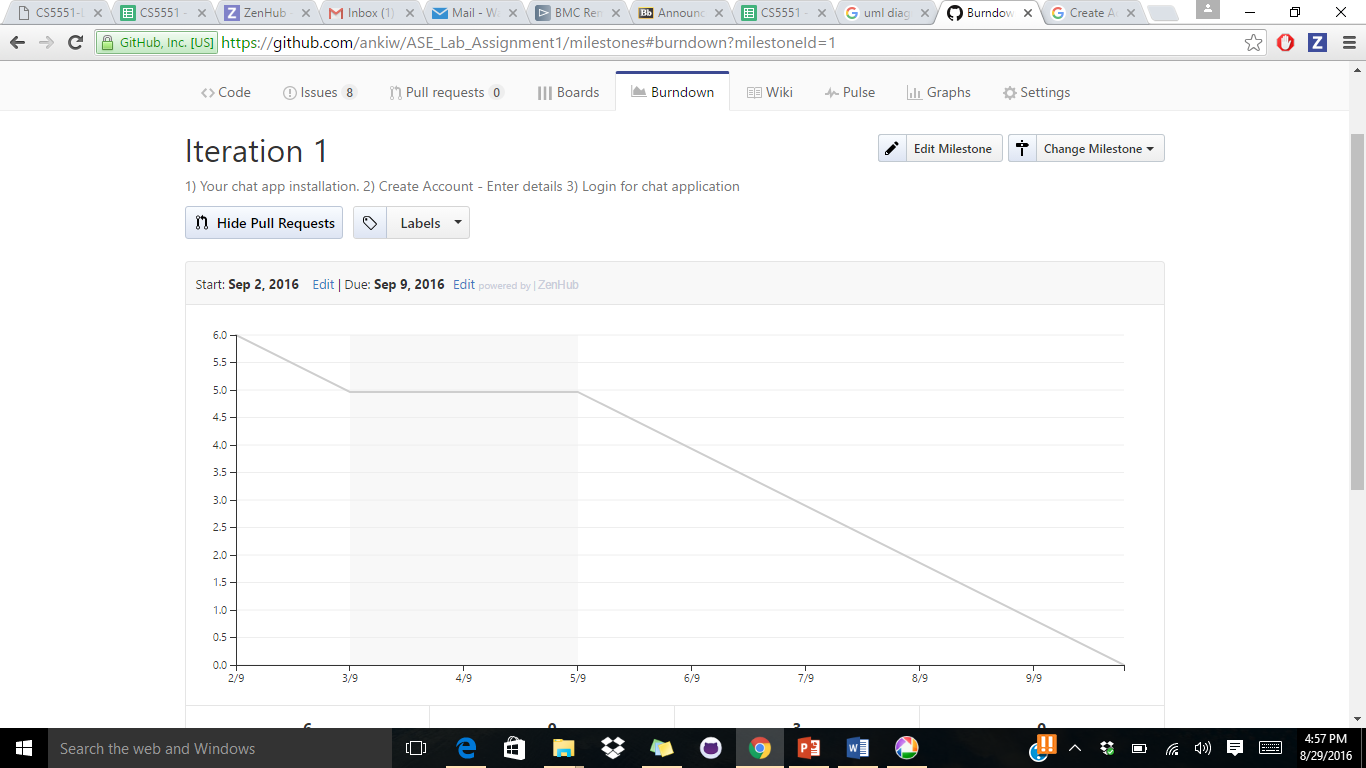 CS5551-L
CS5551 -
ZenHub -
Inbox (1)
Mail - W
BMC Rem
Announc
CS5551 -
uml diag
Burndow
Create A
GitHub, Inc. [US]
https://github.com/ankiw/ASE_Lab_Assignment1/milestones#burndown?milestoneId=1
Z
Code
Issues 8
Pull requests 0
Boards
Burndown
Wiki
Pulse
Graphs
Settings
Iteration 1
Edit Milestone
Change Milestone
1) Your chat app installation. 2) Create Account - Enter details 3) Login for chat application
Hide Pull Requests
Labels
Start: Sep 2, 2016 Edit | Due: Sep 9, 2016 Edit powered by | ZenHub
6.0
5.5
5.0
4.5
4.0
3.5
3.0
2.5
2.0
1.5
1.0
0.5
0.0
2/9 3/9 4/9 5/9 6/9 7/9 8/9 9/9
Search the web and Windows
4:57 PM
8/29/2016